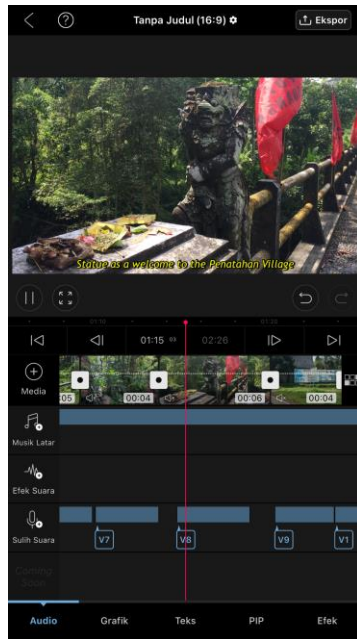 Tanpa Judul (16:9)
Ekspor
Statue as a welcome to the Penatahan Village
01:15
02:26
Media
:05
00:04
00:06
00:04
Musik Latar
Efek Suara
Sulih Suara
V7
V8
V9
V1
Coming
Soon
Audio
Grafik
Teks
PIP
Efek